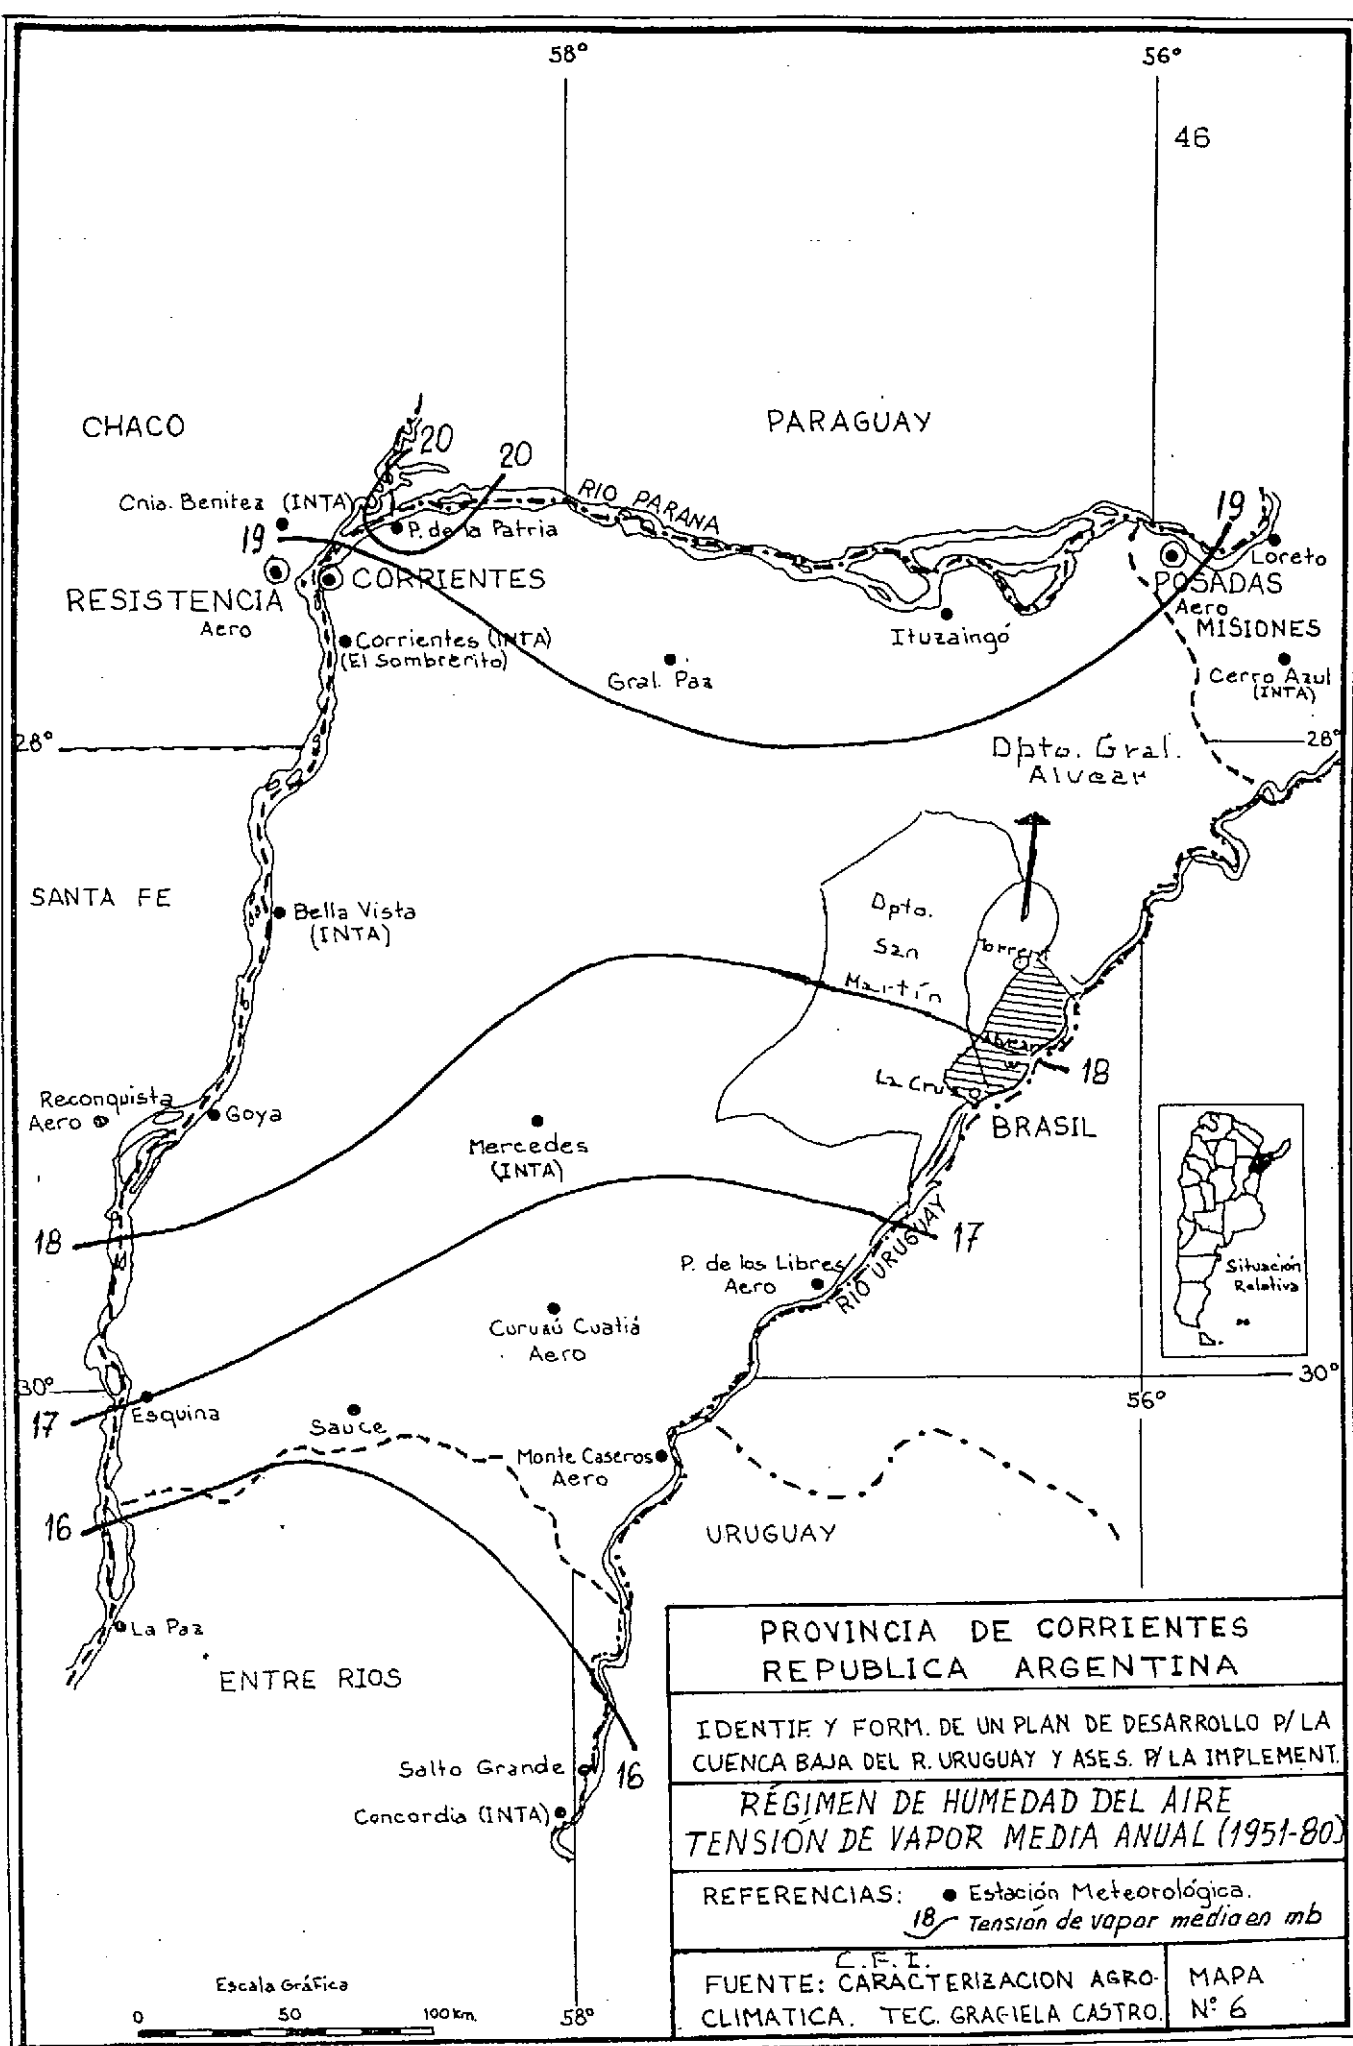 58°
56°
46
CHACO
PARAGUAY
20
20
RIO PARANA
Cnia. Benitez (INTA)
P. de la Patria
19
19
Loreto
RESISTENCIA
Aero
CORRIENTES
POSADAS
Aero
MISIONES
Corrientes (INTA)
(El Sombrerito)
Ituzaingó
Gral. Paz
Cerro Azul
(INTA)
28°
28°
Dpto. Gral.
Alvear
SANTA FE
Bella Vista
(INTA)
Dpto.
San
Martín
Torrent
Alvear
La Cruz
18
BRASIL
Reconquista
Aero
Goya
Mercedes
(INTA)
18
17
RIO URUGUAY
P. de los Libres
Aero
Situación
Relativa
Curuzú Cuatiá
Aero
30°
30°
56°
17
Esquina
Sauce
Monte Caseros
Aero
16
URUGUAY
La Paz
ENTRE RIOS
Salto Grande
16
Concordia (INTA)
PROVINCIA DE CORRIENTES
REPUBLICA ARGENTINA
IDENTIF. Y FORM. DE UN PLAN DE DESARROLLO P/ LA
CUENCA BAJA DEL R. URUGUAY Y ASES. P/ LA IMPLEMENT.
RÉGIMEN DE HUMEDAD DEL AIRE
TENSIÓN DE VAPOR MEDIA ANUAL (1951-80)
REFERENCIAS: Estación Meteorológica.
18 Tensión de vapor media en mb
C.F.I.
FUENTE: CARACTERIZACION AGRO-
CLIMATICA. TEC. GRACIELA CASTRO.
MAPA
N° 6
Escala Gráfica
0 50 100 km.
58°